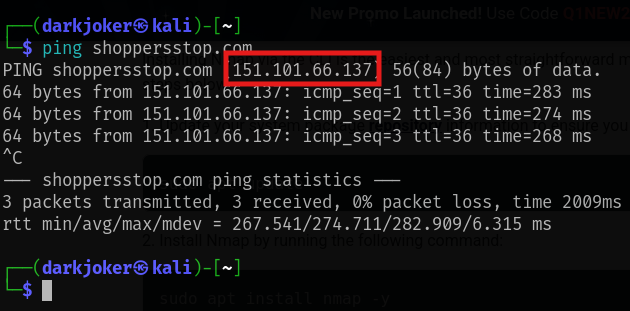 New Promo Launched! Use Code Q1NEW2
┌──(darkjoker㉿kali)-[~]
└─$ ping shoppersstop.com
PING shoppersstop.com (151.101.66.137) 56(84) bytes of data.
64 bytes from 151.101.66.137: icmp_seq=1 ttl=36 time=283 ms
64 bytes from 151.101.66.137: icmp_seq=2 ttl=36 time=274 ms
64 bytes from 151.101.66.137: icmp_seq=3 ttl=36 time=268 ms
^C
--- shoppersstop.com ping statistics ---
3 packets transmitted, 3 received, 0% packet loss, time 2009ms
rtt min/avg/max/mdev = 267.541/274.711/282.909/6.315 ms
2. Install Nmap by running the following command:
┌──(darkjoker㉿kali)-[~]
└─$
sudo apt install nmap -y